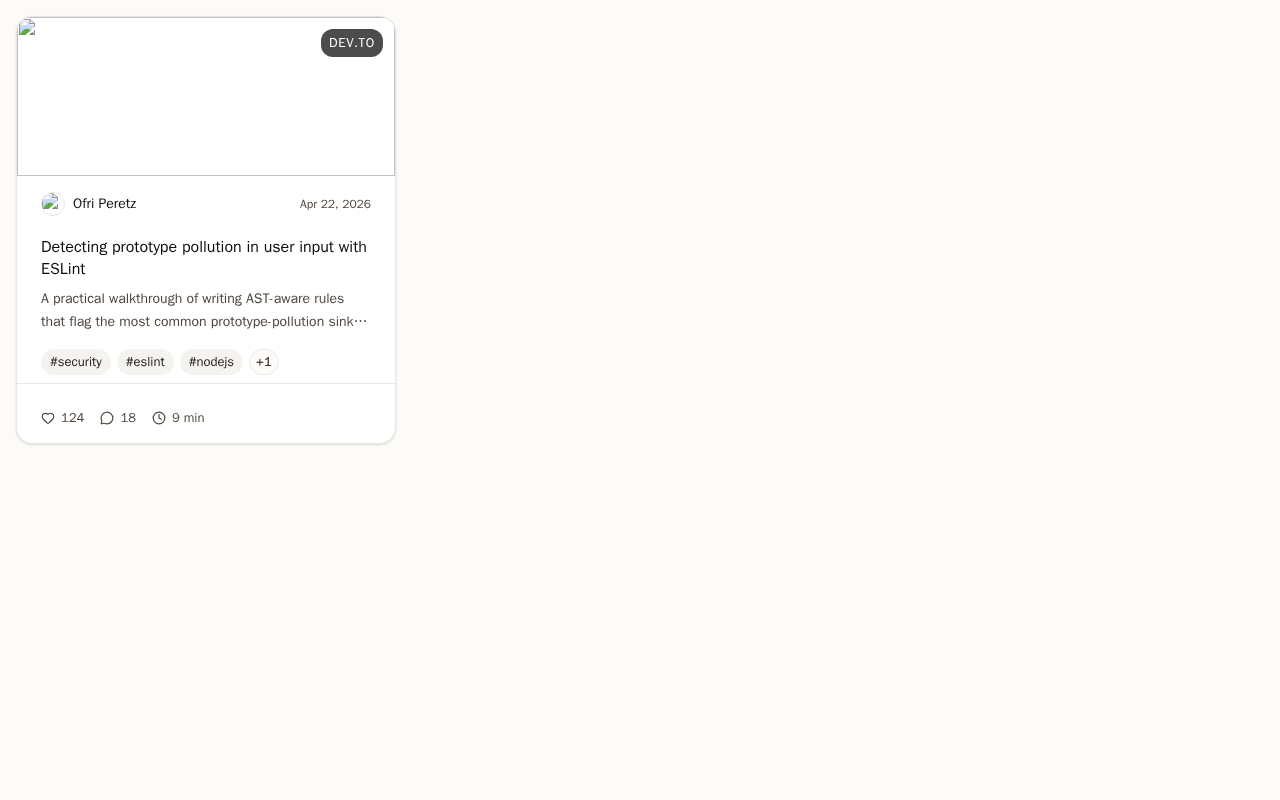 DEV.TO
Ofri Peretz
Apr 22, 2026
Detecting prototype pollution in user input with
ESLint
A practical walkthrough of writing AST-aware rules
that flag the most common prototype-pollution sink…
#security #eslint #nodejs +1
124 18 9 min